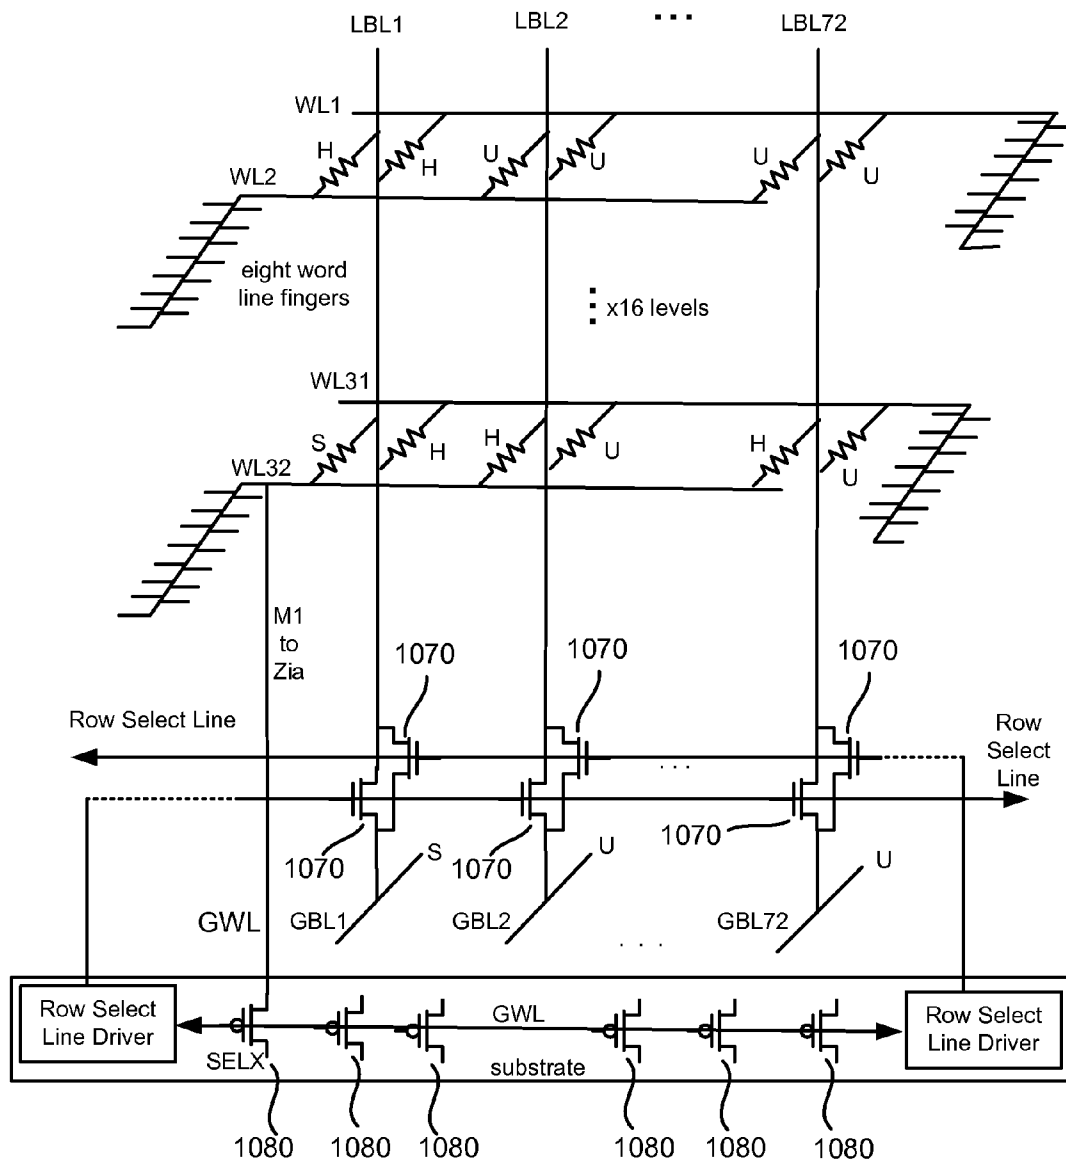 LBL1
LBL2
...
LBL72
WL1
H
H
U
U
U
U
WL2
eight word
line fingers
x16 levels
WL31
S
H
H
U
H
U
WL32
M1
to
Zia
1070
1070
1070
Row Select Line
Row
Select
Line
...
1070
1070
1070
S
U
U
GBL1
GBL2
GBL72
GWL
...
Row Select
Line Driver
GWL
Row Select
Line Driver
SELX
substrate
1080
1080
1080
1080
1080
1080